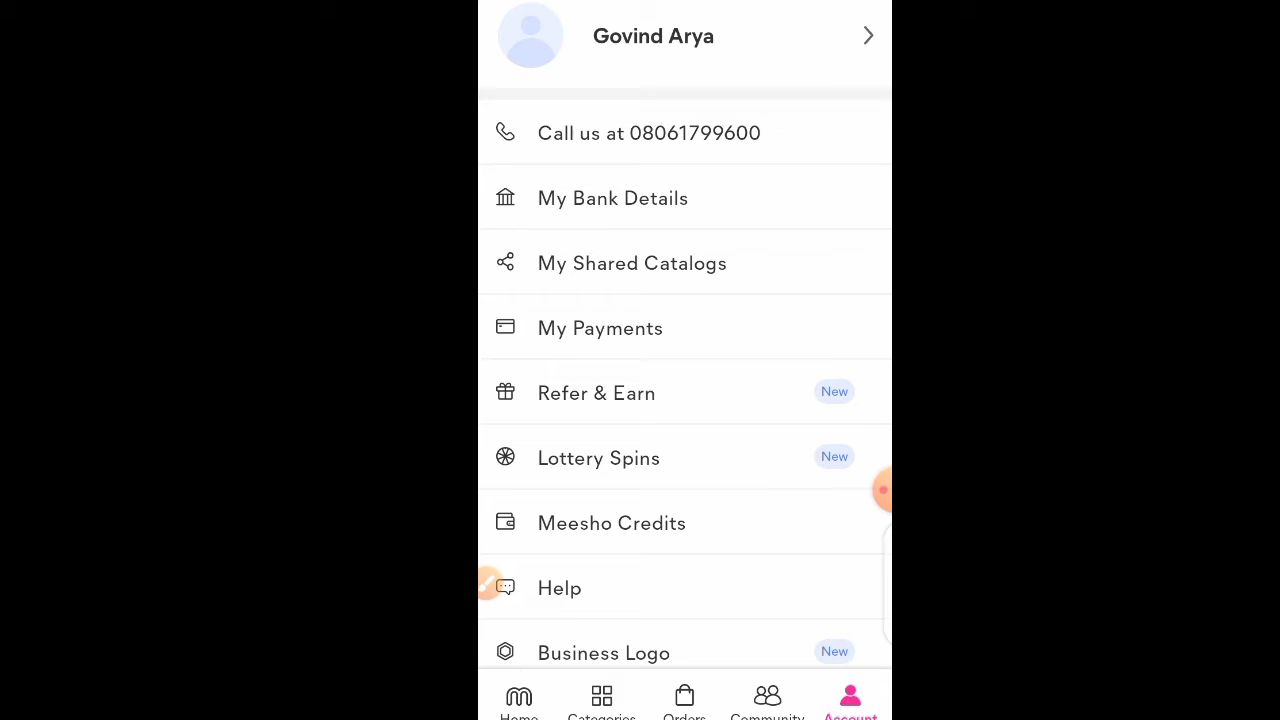 Govind Arya
Call us at 08061799600
My Bank Details
My Shared Catalogs
My Payments
Refer & Earn New
Lottery Spins New
Meesho Credits
Help
Business Logo New
Home Categories Orders Community Account